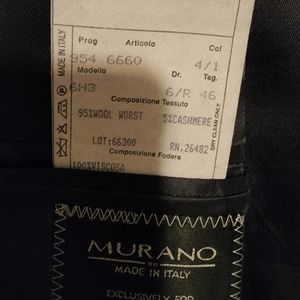 MADE IN ITALY
Prog Articolo Col
954 6660 4/1
Modello Dr. Tag.
6H3 6/R 46
Composizione Tessuto
95%WOOL WORST 5%CASHMERE
LOT:66300 RN.26482
Composizione Fodera
100%VISCOSA
DRY CLEAN ONLY
MURANO
MADE IN ITALY
EXCLUSIVELY FOR